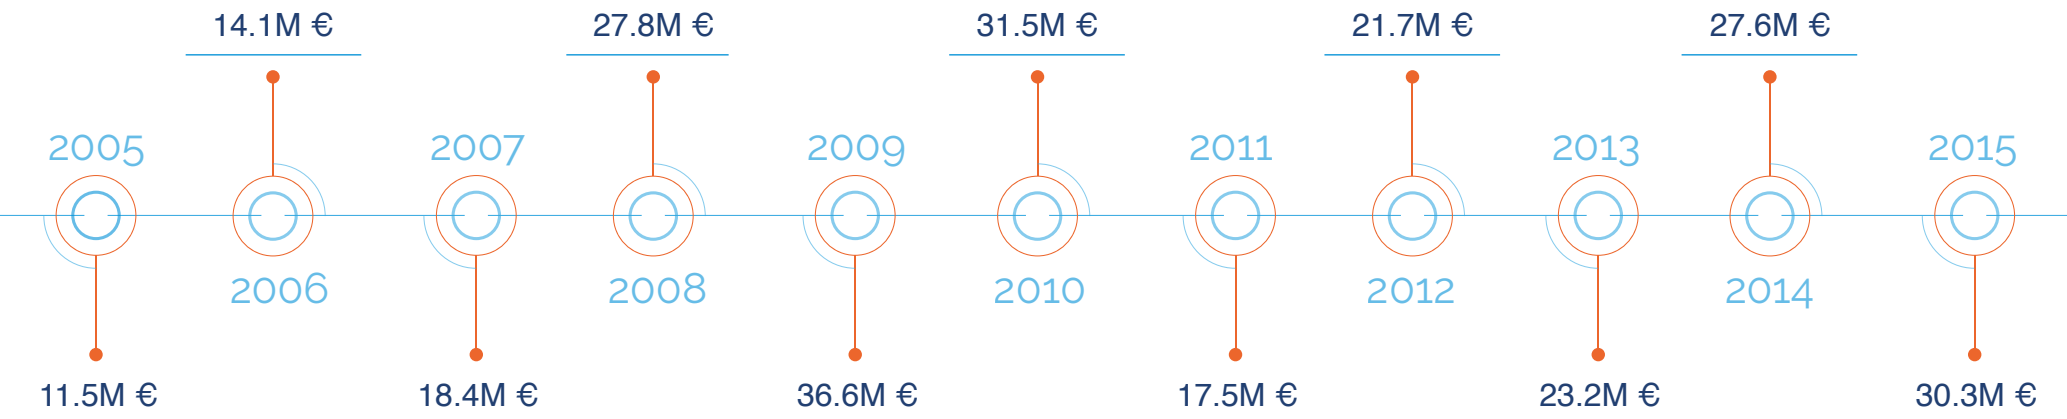 14.1M €
27.8M €
31.5M €
21.7M €
27.6M €
2005
2007
2009
2011
2013
2015
2006
2008
2010
2012
2014
11.5M €
18.4M €
36.6M €
17.5M €
23.2M €
30.3M €